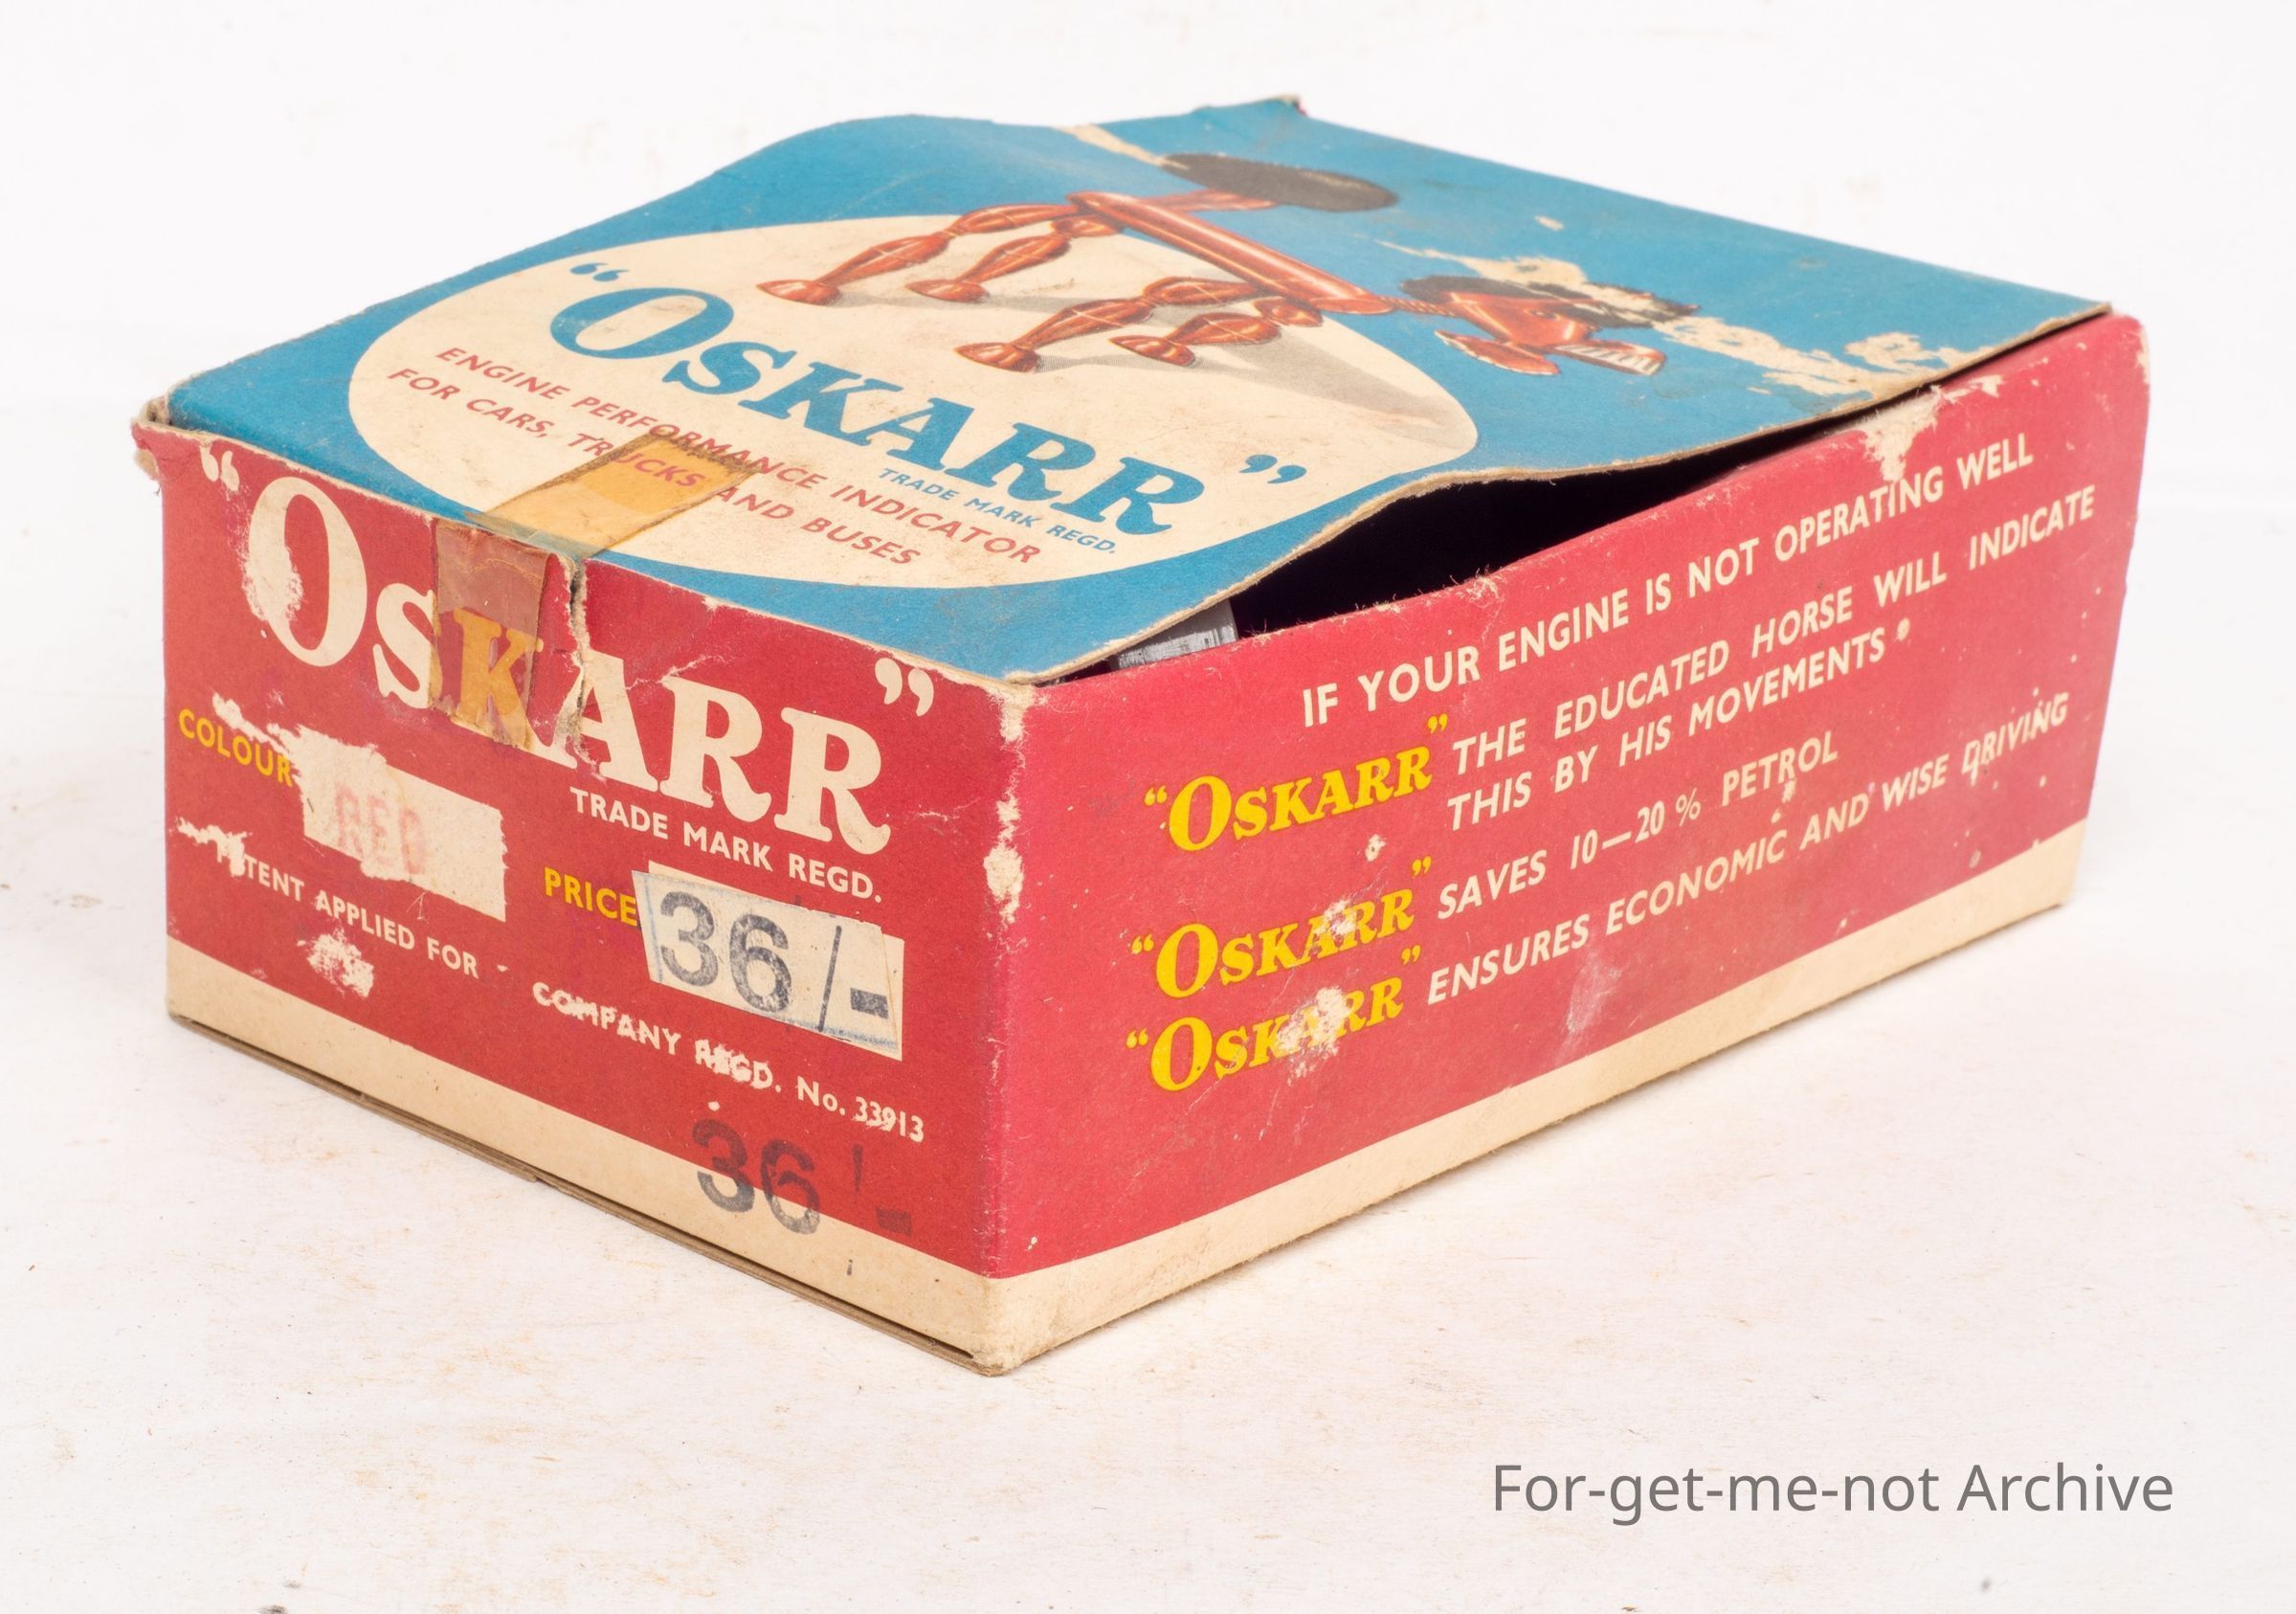 “OSKARR”
TRADE MARK REGD.
ENGINE PERFORMANCE INDICATOR
FOR CARS, TRUCKS AND BUSES
“OSKARR”
TRADE MARK REGD.
COLOUR RED
PRICE 36/-
PATENT APPLIED FOR - COMPANY REGD. No. 33913
36/-
IF YOUR ENGINE IS NOT OPERATING WELL
“OSKARR” THE EDUCATED HORSE WILL INDICATE
THIS BY HIS MOVEMENTS
“OSKARR” SAVES 10—20% PETROL
“OSKARR” ENSURES ECONOMIC AND WISE DRIVING
For-get-me-not Archive